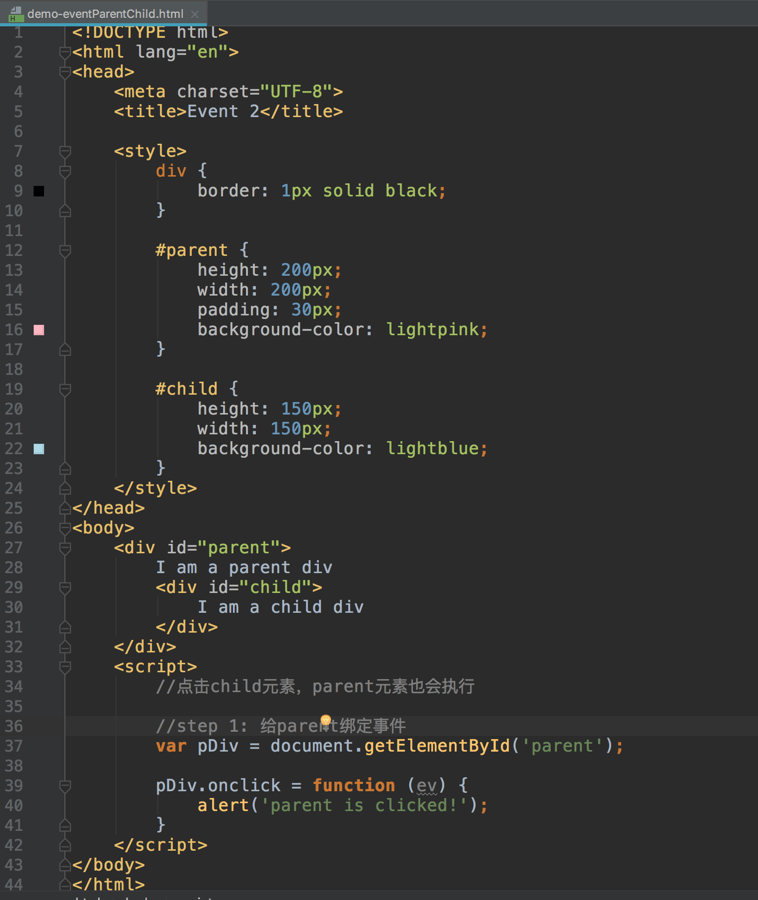 demo-eventParentChild.html
1 <!DOCTYPE html>
2 <html lang="en">
3 <head>
4 <meta charset="UTF-8">
5 <title>Event 2</title>
6
7 <style>
8 div {
9 border: 1px solid black;
10 }
11
12 #parent {
13 height: 200px;
14 width: 200px;
15 padding: 30px;
16 background-color: lightpink;
17 }
18
19 #child {
20 height: 150px;
21 width: 150px;
22 background-color: lightblue;
23 }
24 </style>
25 </head>
26 <body>
27 <div id="parent">
28 I am a parent div
29 <div id="child">
30 I am a child div
31 </div>
32 </div>
33 <script>
34 //点击child元素，parent元素也会执行
35
36 //step 1: 给parent绑定事件
37 var pDiv = document.getElementById('parent');
38
39 pDiv.onclick = function (ev) {
40 alert('parent is clicked!');
41 }
42 </script>
43 </body>
44 </html>